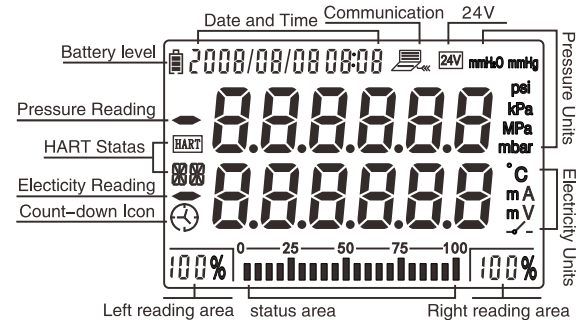 Date and Time
Communication
24V
Battery level
2008/08/08 08:08
24V
mmH₂O mmHg
Pressure Units
psi
kPa
MPa
mbar
Pressure Reading
8.8.8.8.8.8
HART Statas
HART
Electicity Reading
8.8.8.8.8.8
°C
mA
mV
Electricity Units
Count-down Icon
0 25 50 75 100
100%
100%
Left reading area
status area
Right reading area